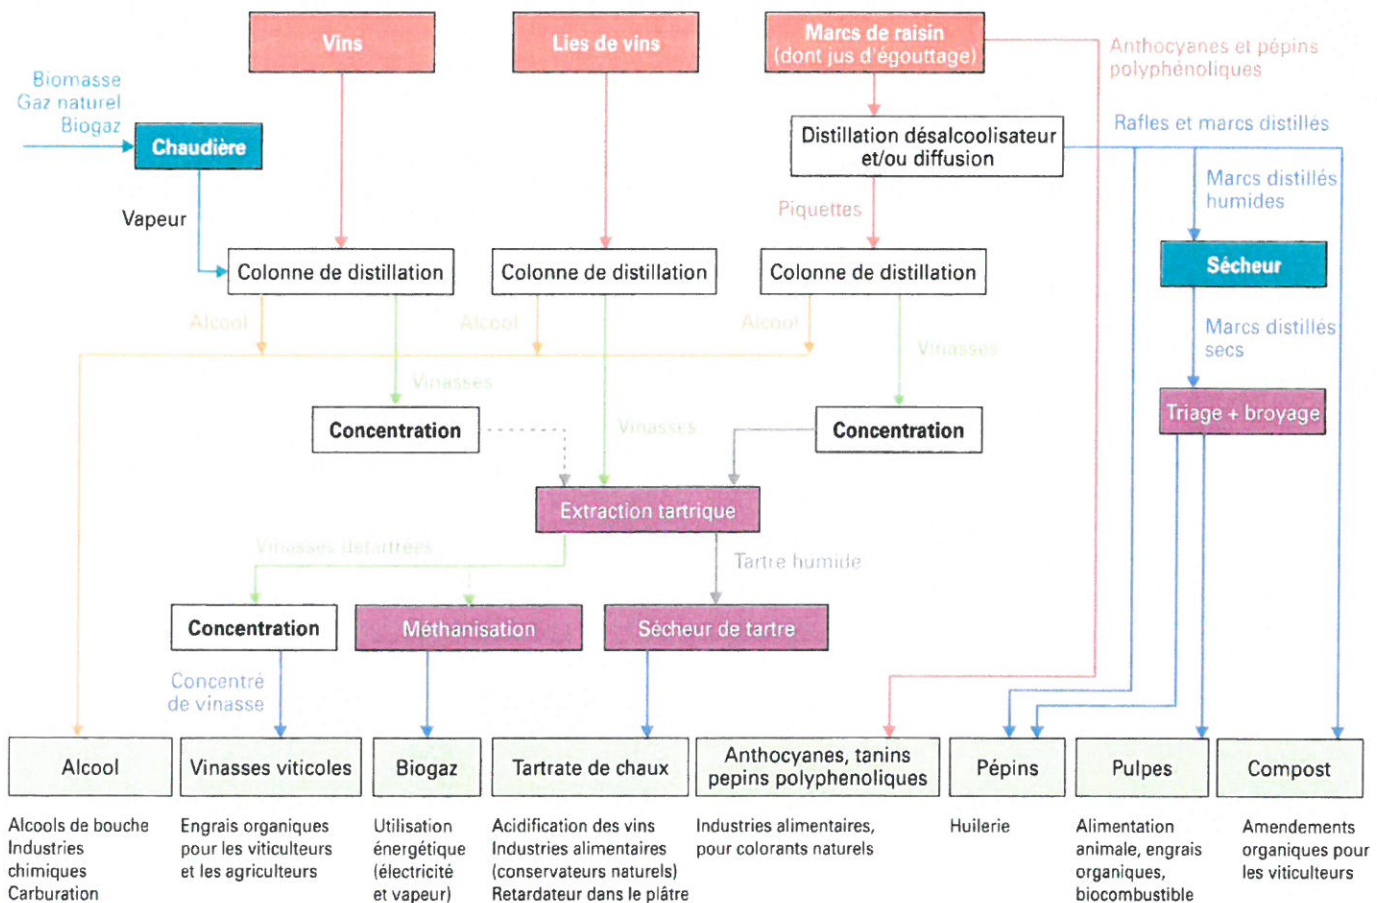 Vins
Lies de vins
Marcs de raisin
(dont jus d'égouttage)
Anthocyanes et pépins
polyphénoliques
Biomasse
Gaz naturel
Biogaz
Chaudière
Distillation désalcoolisateur
et/ou diffusion
Rafles et marcs distillés
Marcs distillés
humides
Vapeur
Piquettes
Colonne de distillation
Colonne de distillation
Colonne de distillation
Sécheur
Alcool
Alcool
Alcool
Marcs distillés
secs
Vinasses
Vinasses
Concentration
Vinasses
Concentration
Triage + broyage
Extraction tartrique
Vinasses détartrées
Tartre humide
Concentration
Méthanisation
Sécheur de tartre
Concentré
de vinasse
Alcool
Vinasses viticoles
Biogaz
Tartrate de chaux
Anthocyanes, tanins
pepins polyphenoliques
Pépins
Pulpes
Compost
Alcools de bouche
Industries
chimiques
Carburation
Engrais organiques
pour les viticulteurs
et les agriculteurs
Utilisation
énergétique
(électricité
et vapeur)
Acidification des vins
Industries alimentaires
(conservateurs naturels)
Retardateur dans le plâtre
Industries alimentaires,
pour colorants naturels
Huilerie
Alimentation
animale, engrais
organiques,
biocombustible
Amendements
organiques pour
les viticulteurs